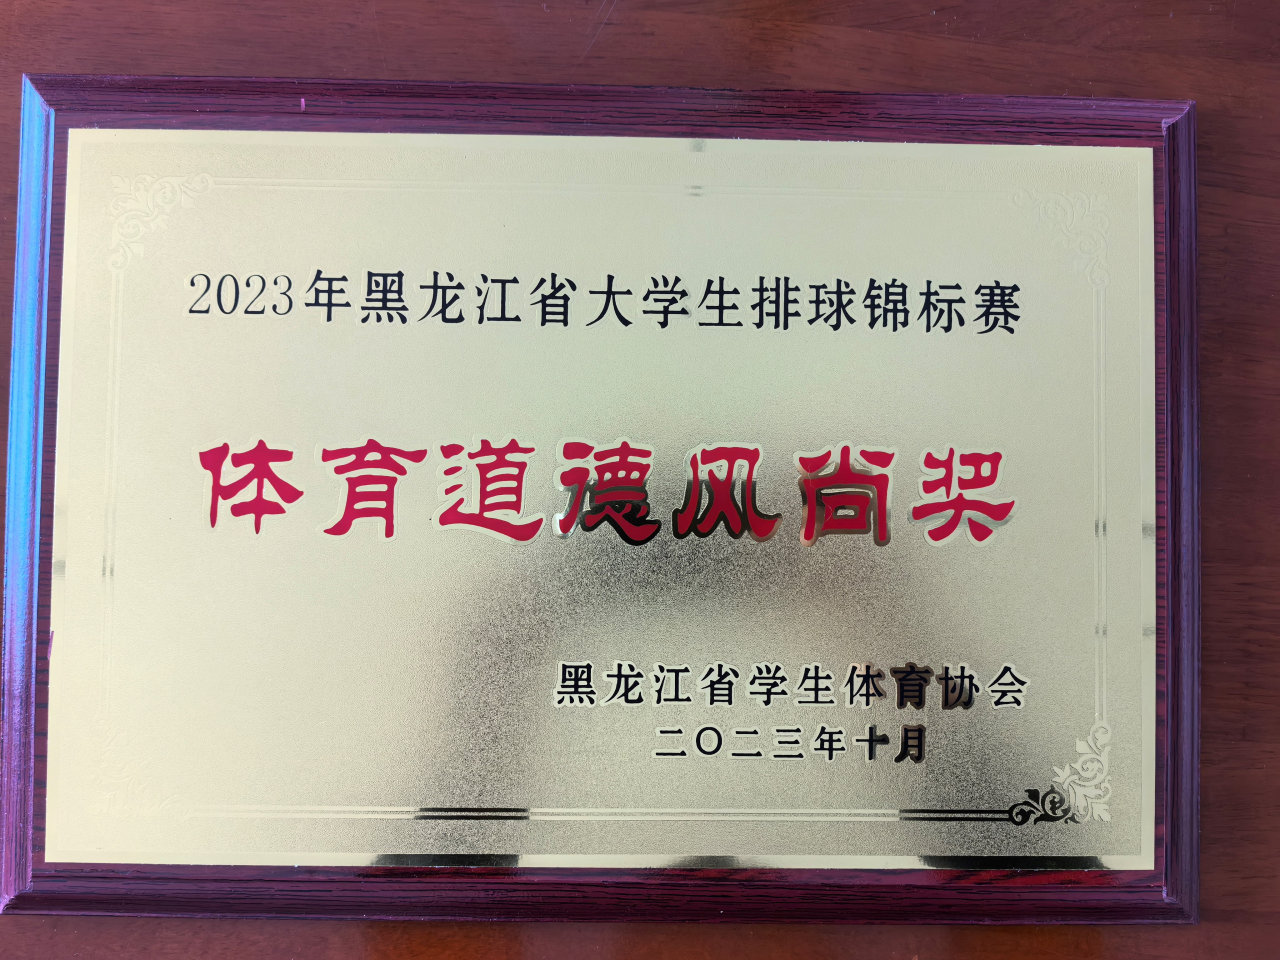 2023年黑龙江省大学生排球锦标赛
体育道德风尚奖
黑龙江省学生体育协会
二〇二三年十月